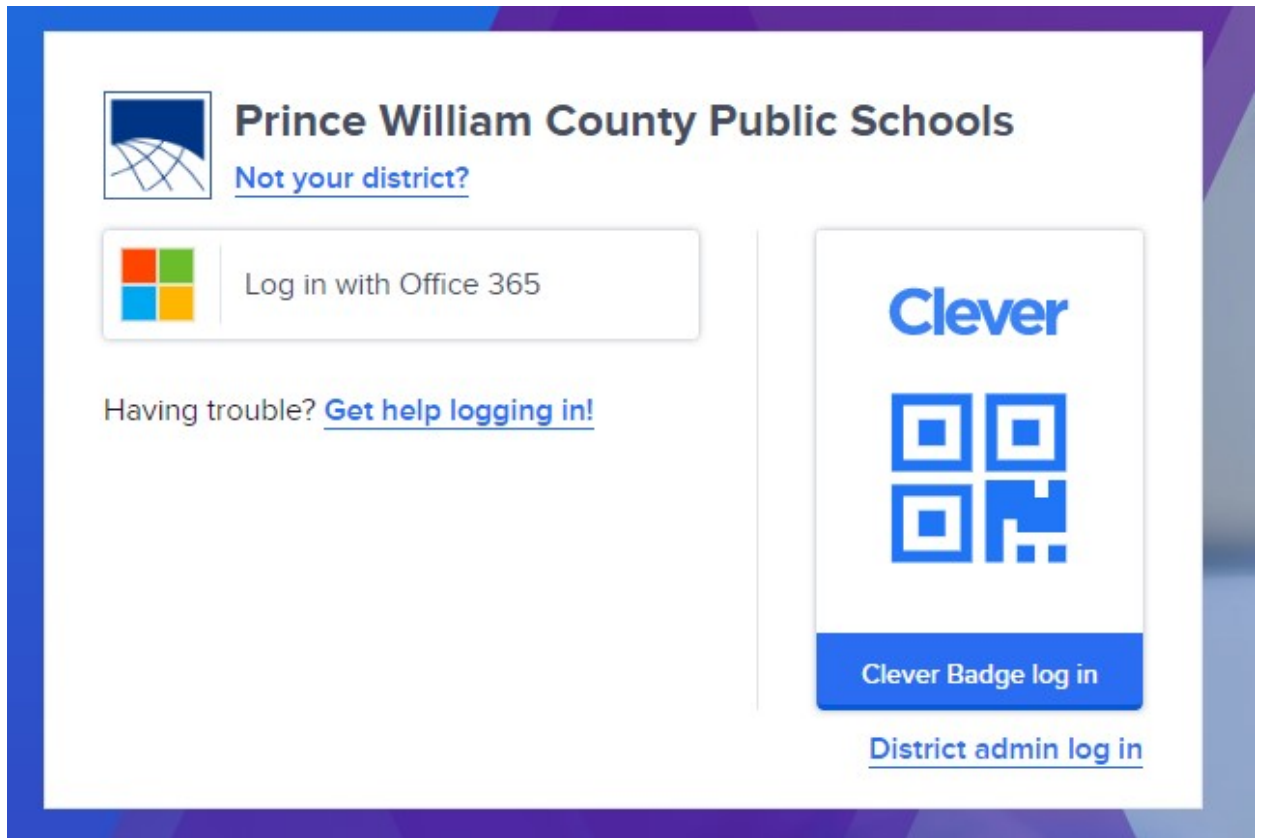 Prince William County Public Schools
Not your district?
Log in with Office 365
Having trouble? Get help logging in!
Clever
Clever Badge log in
District admin log in